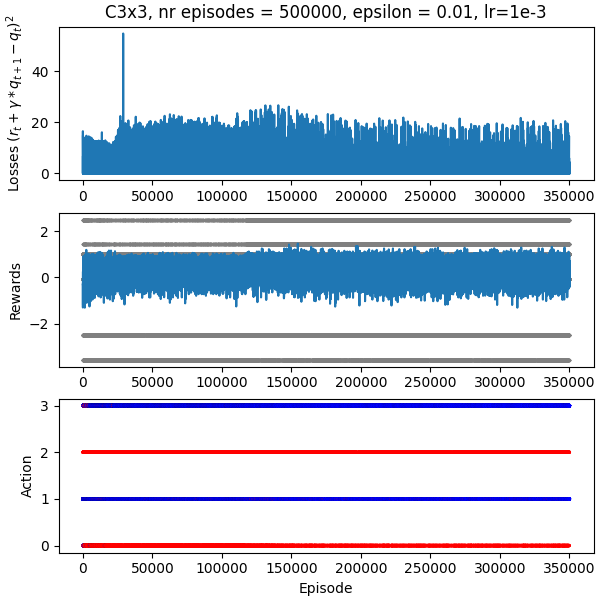 C3x3, nr episodes = 500000, epsilon = 0.01, lr=1e-3
Losses $(r_t + \gamma * q_{t+1} - q_t)^2$
40
20
0
0 50000 100000 150000 200000 250000 300000 350000
Rewards
2
0
−2
0 50000 100000 150000 200000 250000 300000 350000
Action
3
2
1
0
0 50000 100000 150000 200000 250000 300000 350000
Episode